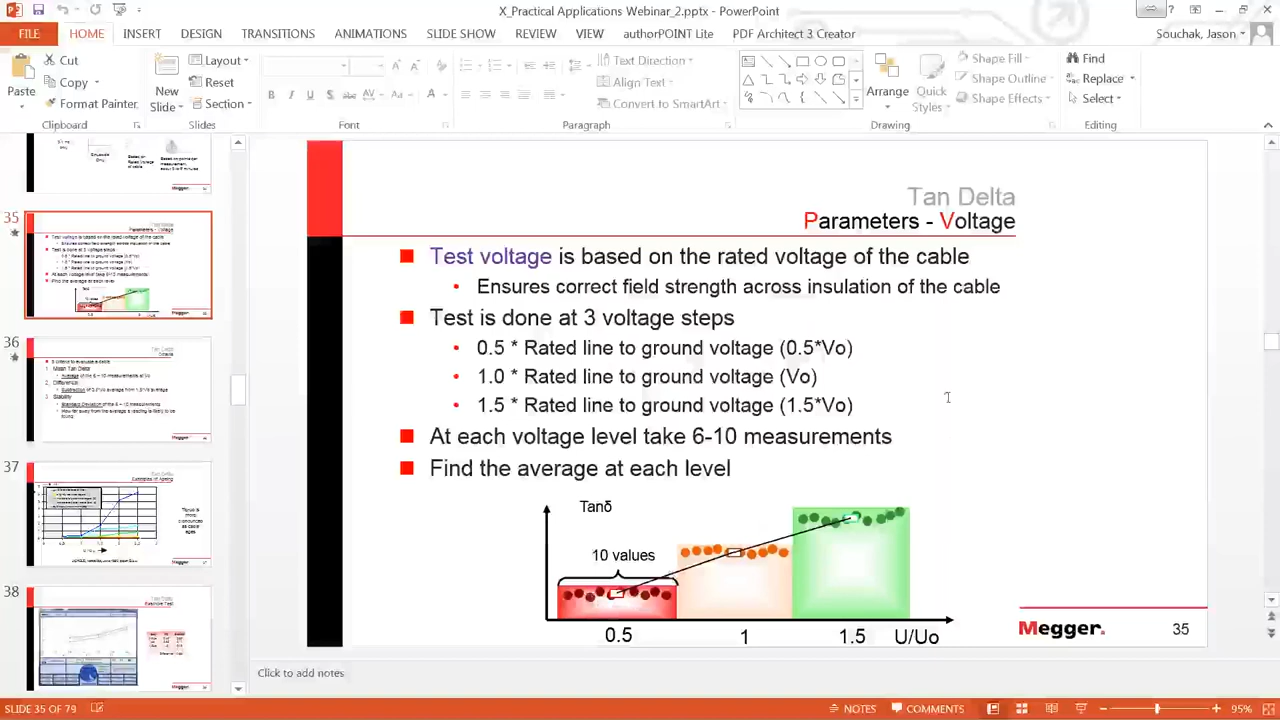 X_Practical Applications Webinar_2.pptx - PowerPoint
FILE HOME INSERT DESIGN TRANSITIONS ANIMATIONS SLIDE SHOW REVIEW VIEW authorPOINT Lite PDF Architect 3 Creator Souchak, Jason
Paste
Cut
Copy
Format Painter
Clipboard
New Slide
Layout
Reset
Section
Slides
B I U S abc AV Aa A
Font
Text Direction
Align Text
Convert to SmartArt
Paragraph
Arrange
Quick Styles
Shape Fill
Shape Outline
Shape Effects
Drawing
Find
Replace
Select
Editing
35
36
37
38
Tan Delta
Parameters - Voltage
Test voltage is based on the rated voltage of the cable
Ensures correct field strength across insulation of the cable
Test is done at 3 voltage steps
0.5 * Rated line to ground voltage (0.5*Vo)
1.0 * Rated line to ground voltage (Vo)
1.5 * Rated line to ground voltage (1.5*Vo)
At each voltage level take 6-10 measurements
Find the average at each level
Tanδ
10 values
0.5 1 1.5 U/Uo
Megger. 35
Click to add notes
SLIDE 35 OF 79 NOTES COMMENTS 95%